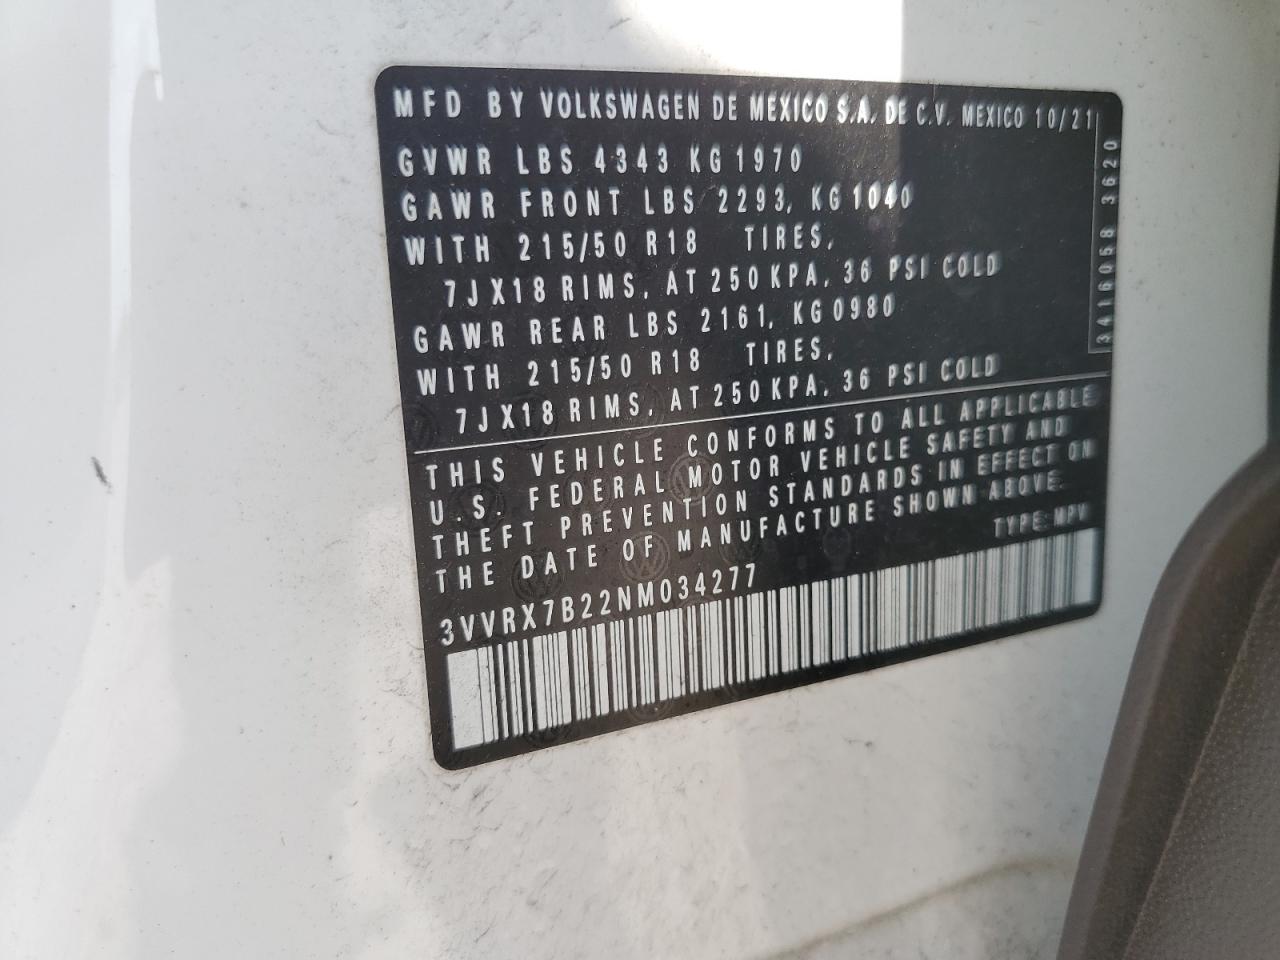 MFD BY VOLKSWAGEN DE MEXICO S.A. DE C.V. MEXICO 10/21
GVWR LBS 4343 KG 1970
GAWR FRONT LBS 2293, KG 1040
WITH 215/50 R18 TIRES,
7JX18 RIMS, AT 250 KPA, 36 PSI COLD
GAWR REAR LBS 2161, KG 0980
WITH 215/50 R18 TIRES,
7JX18 RIMS, AT 250 KPA, 36 PSI COLD
THIS VEHICLE CONFORMS TO ALL APPLICABLE
U.S. FEDERAL MOTOR VEHICLE SAFETY AND
THEFT PREVENTION STANDARDS IN EFFECT ON
THE DATE OF MANUFACTURE SHOWN ABOVE.
TYPE: MPV
3VVRX7B22NM034277
3416058 3620